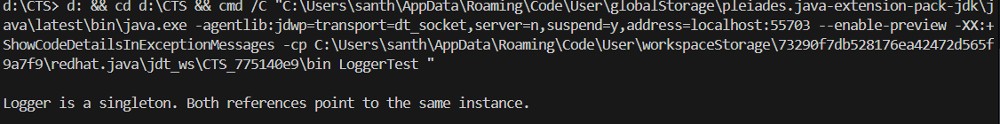 d:\CTS> d: && cd d:\CTS && cmd /C "C:\Users\santh\AppData\Roaming\Code\User\globalStorage\pleiades.java-extension-pack-jdk\j
ava\latest\bin\java.exe -agentlib:jdwp=transport=dt_socket,server=n,suspend=y,address=localhost:55703 --enable-preview -XX:+
ShowCodeDetailsInExceptionMessages -cp C:\Users\santh\AppData\Roaming\Code\User\workspaceStorage\73290f7db528176ea42472d565f
9a7f9\redhat.java\jdt_ws\CTS_775140e9\bin LoggerTest "
Logger is a singleton. Both references point to the same instance.